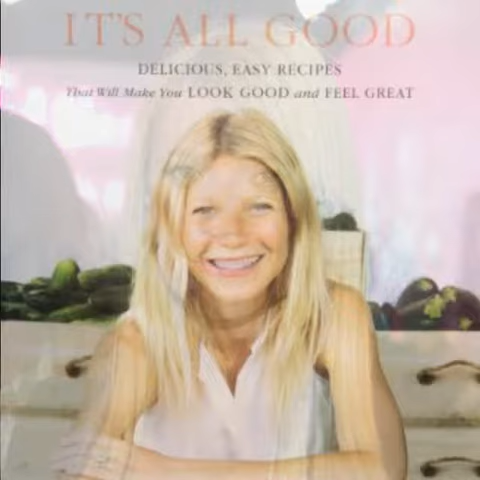 IT'S ALL GOOD
DELICIOUS, EASY RECIPES
That Will Make You LOOK GOOD and FEEL GREAT